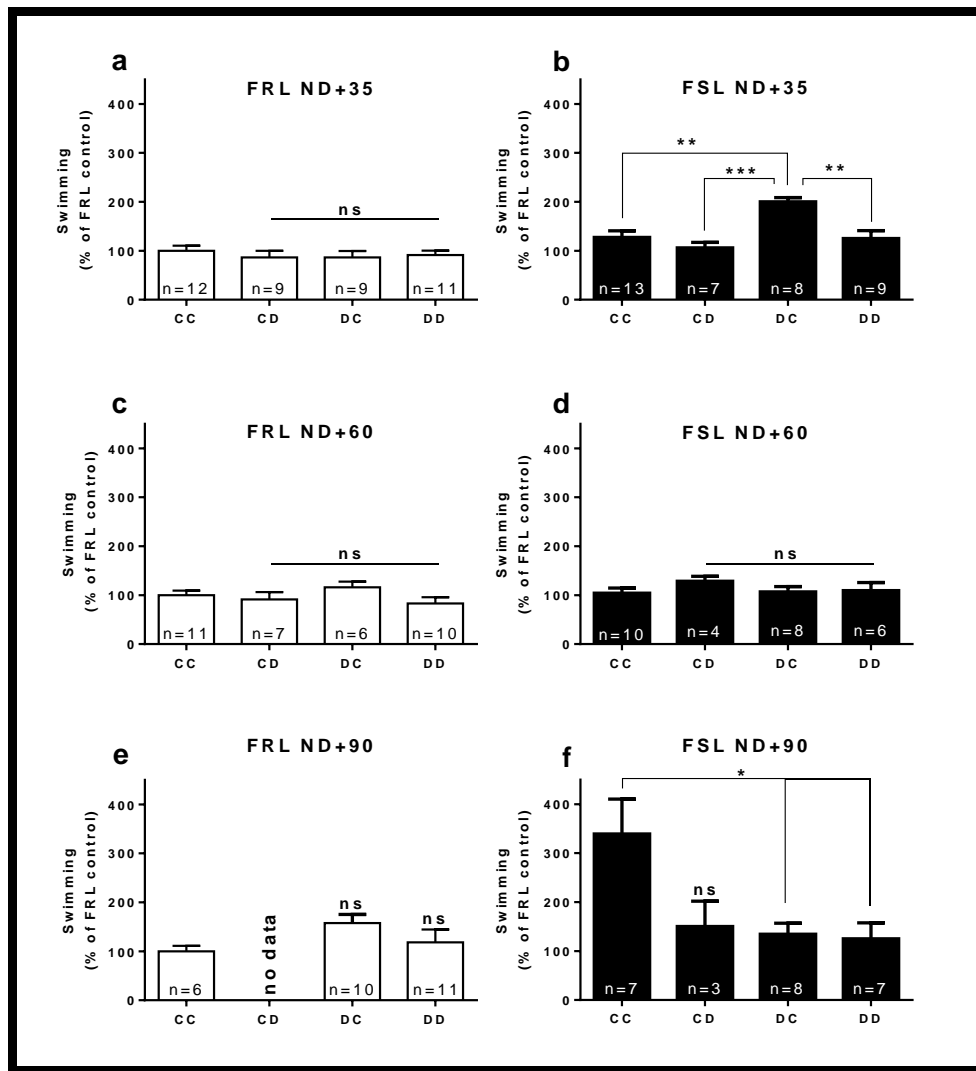 a
FRL ND+35
Swimming
(% of FRL control)
400
300
200
100
0
ns
n=12
n=9
n=9
n=11
CC
CD
DC
DD
b
FSL ND+35
Swimming
(% of FRL control)
400
300
200
100
0
**
***
**
n=13
n=7
n=8
n=9
CC
CD
DC
DD
c
FRL ND+60
Swimming
(% of FRL control)
400
300
200
100
0
ns
n=11
n=7
n=6
n=10
CC
CD
DC
DD
d
FSL ND+60
Swimming
(% of FRL control)
400
300
200
100
0
ns
n=10
n=4
n=8
n=6
CC
CD
DC
DD
e
FRL ND+90
Swimming
(% of FRL control)
400
300
200
100
0
no data
ns
ns
n=6
n=10
n=11
CC
CD
DC
DD
f
FSL ND+90
Swimming
(% of FRL control)
400
300
200
100
0
*
ns
n=7
n=3
n=8
n=7
CC
CD
DC
DD